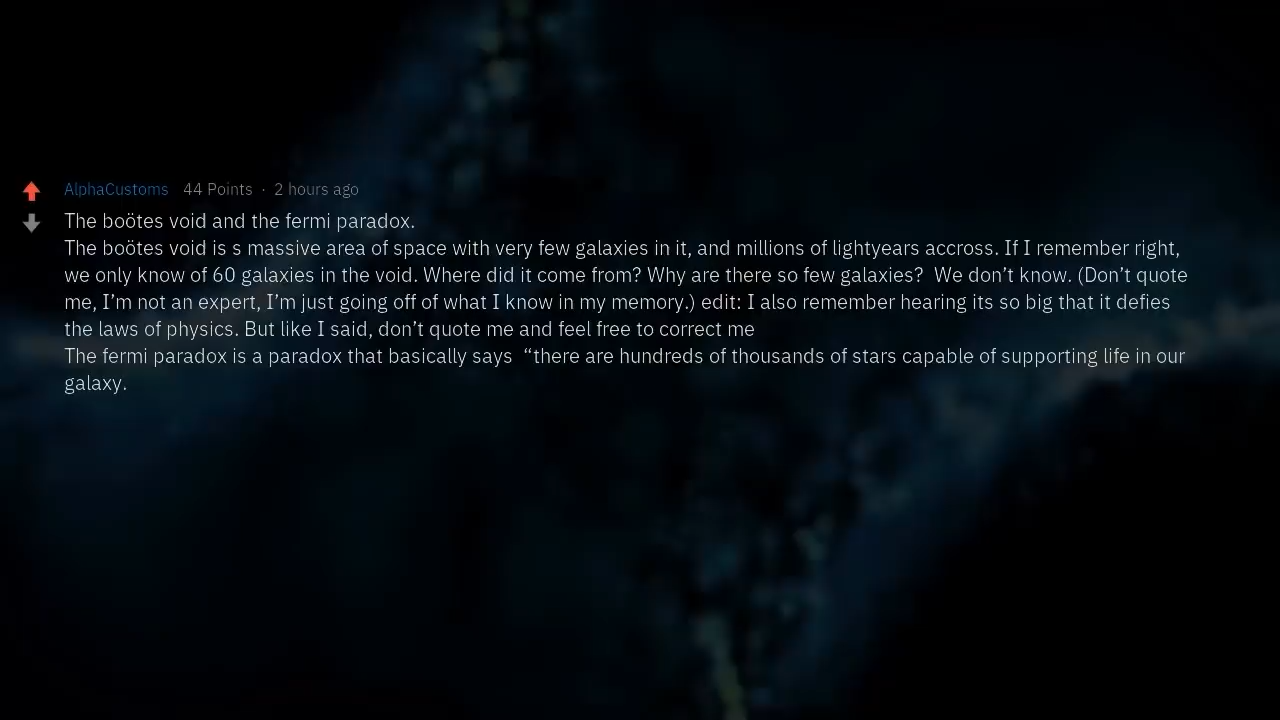 AlphaCustoms 44 Points · 2 hours ago
The boötes void and the fermi paradox.
The boötes void is s massive area of space with very few galaxies in it, and millions of lightyears accross. If I remember right,
we only know of 60 galaxies in the void. Where did it come from? Why are there so few galaxies?  We don’t know. (Don’t quote
me, I’m not an expert, I’m just going off of what I know in my memory.) edit: I also remember hearing its so big that it defies
the laws of physics. But like I said, don’t quote me and feel free to correct me
The fermi paradox is a paradox that basically says  “there are hundreds of thousands of stars capable of supporting life in our
galaxy.